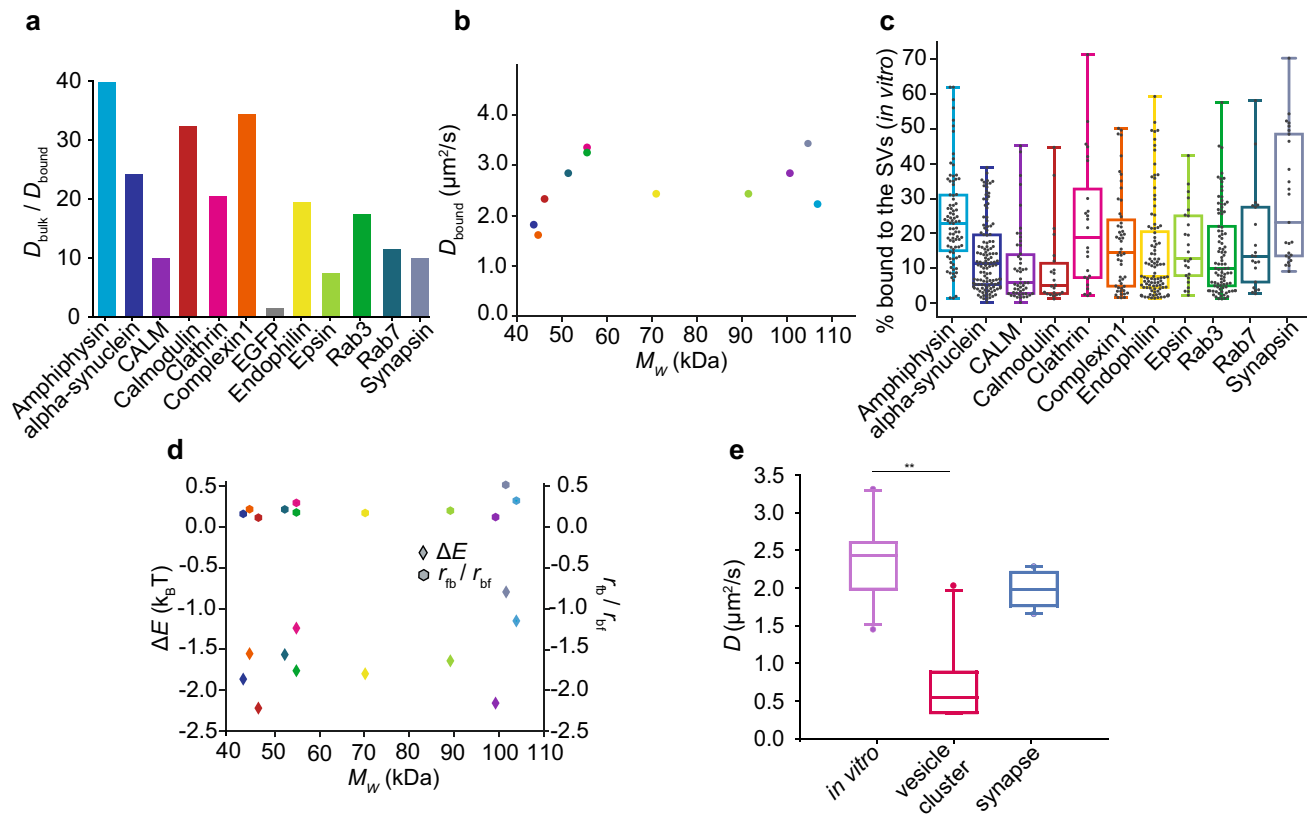 a
D_bulk / D_bound
40
30
20
10
0
Amphiphysin
alpha-synuclein
CALM
Calmodulin
Clathrin
Complexin1
EGFP
Endophilin
Epsin
Rab3
Rab7
Synapsin
b
D_bound (μm²/s)
4.0
3.0
2.0
1.0
0.0
40 50 60 70 80 90 100 110
M_W (kDa)
c
% bound to the SVs (in vitro)
70
60
50
40
30
20
10
0
Amphiphysin
alpha-synuclein
CALM
Calmodulin
Clathrin
Complexin1
Endophilin
Epsin
Rab3
Rab7
Synapsin
d
ΔE (k_BT)
0.5
0.0
-0.5
-1.0
-1.5
-2.0
-2.5
ΔE
r_fb / r_bf
0.5
0.0
-0.5
-1.0
-1.5
-2.0
-2.5
r_fb / r_bf
40 50 60 70 80 90 100 110
M_W (kDa)
e
D (μm²/s)
3.5
3.0
2.5
2.0
1.5
1.0
0.5
0.0
**
in vitro
vesicle
cluster
synapse